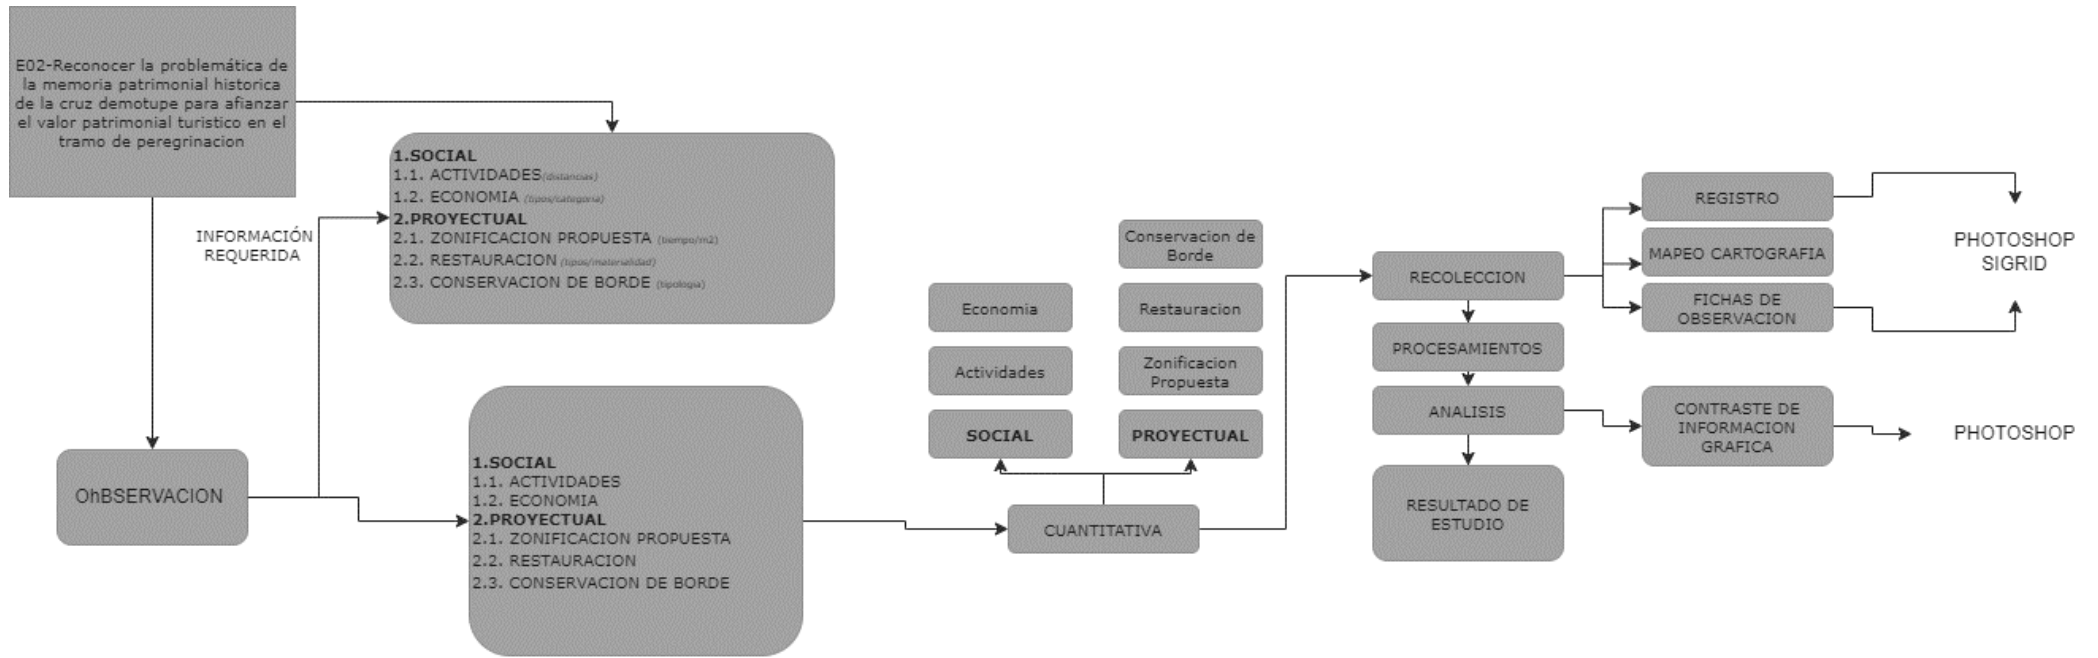 E02-Reconocer la problemática de
la memoria patrimonial historica
de la cruz demotupe para afianzar
el valor patrimonial turistico en el
tramo de peregrinacion
INFORMACIÓN
REQUERIDA
OhBSERVACION
1.SOCIAL
1.1. ACTIVIDADES(distancias)
1.2. ECONOMIA (tipos/categoria)
2.PROYECTUAL
2.1. ZONIFICACION PROPUESTA (tiempo/m2)
2.2. RESTAURACION (tipos/materialidad)
2.3. CONSERVACION DE BORDE (tipologia)
1.SOCIAL
1.1. ACTIVIDADES
1.2. ECONOMIA
2.PROYECTUAL
2.1. ZONIFICACION PROPUESTA
2.2. RESTAURACION
2.3. CONSERVACION DE BORDE
Economia
Actividades
SOCIAL
Conservacion de
Borde
Restauracion
Zonificacion
Propuesta
PROYECTUAL
CUANTITATIVA
RECOLECCION
PROCESAMIENTOS
ANALISIS
RESULTADO DE
ESTUDIO
REGISTRO
MAPEO CARTOGRAFIA
FICHAS DE
OBSERVACION
CONTRASTE DE
INFORMACION
GRAFICA
PHOTOSHOP
SIGRID
PHOTOSHOP